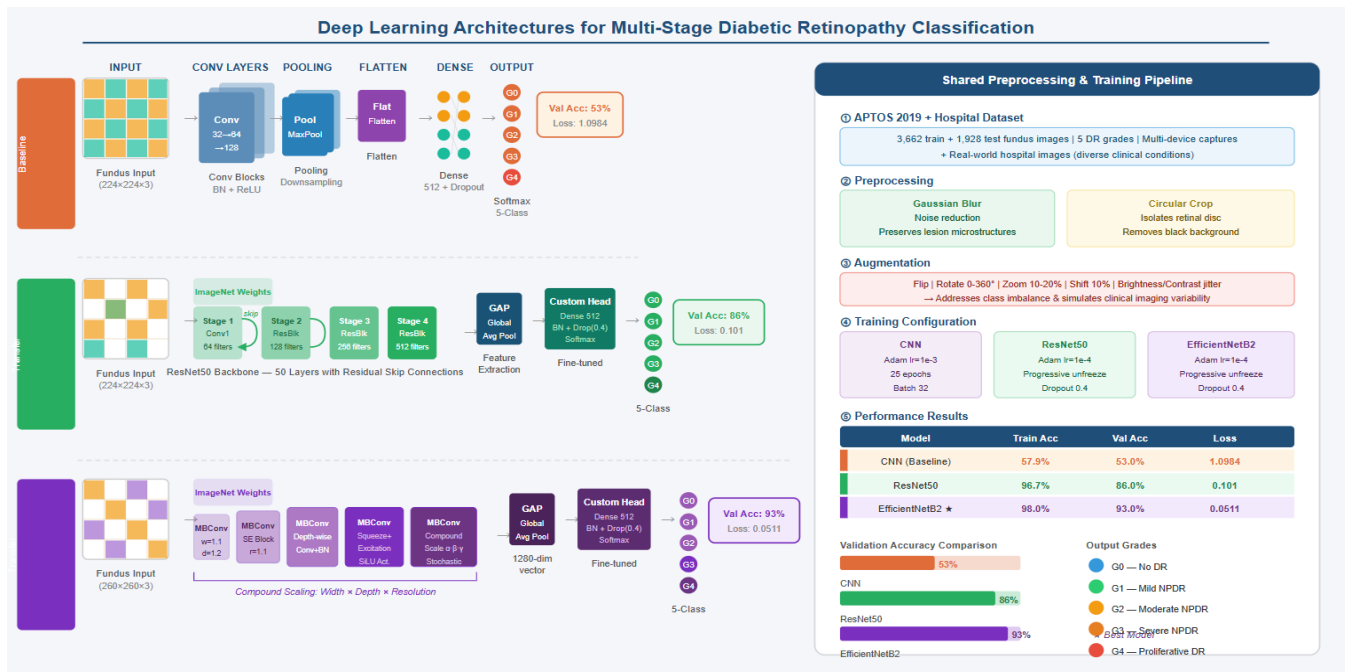 Deep Learning Architectures for Multi-Stage Diabetic Retinopathy Classification
INPUT
CONV LAYERS
POOLING
FLATTEN
DENSE
OUTPUT
Baseline
Conv
32→64
→128
Pool
MaxPool
Flat
Flatten
G0
G1
G2
G3
G4
Val Acc: 53%
Loss: 1.0984
Fundus Input
(224×224×3)
Conv Blocks
BN + ReLU
Pooling
Downsampling
Flatten
Dense
512 + Dropout
Softmax
5-Class
ImageNet Weights
Stage 1
Conv1
64 filters
skip
Stage 2
ResBlk
128 filters
Stage 3
ResBlk
256 filters
Stage 4
ResBlk
512 filters
GAP
Global
Avg Pool
Custom Head
Dense 512
BN + Drop(0.4)
Softmax
G0
G1
G2
G3
G4
Val Acc: 86%
Loss: 0.101
Fundus Input
(224×224×3)
ResNet50 Backbone — 50 Layers with Residual Skip Connections
Feature
Extraction
Fine-tuned
5-Class
ImageNet Weights
MBConv
w=1.1
d=1.2
MBConv
SE Block
r=1.1
MBConv
Depth-wise
Conv+BN
MBConv
Squeeze+
Excitation
SiLU Act.
MBConv
Compound
Scale α·β·γ
Stochastic
GAP
Global
Avg Pool
Custom Head
Dense 512
BN + Drop(0.4)
Softmax
G0
G1
G2
G3
G4
Val Acc: 93%
Loss: 0.0511
Fundus Input
(260×260×3)
Compound Scaling: Width × Depth × Resolution
1280-dim
vector
Fine-tuned
5-Class
Shared Preprocessing & Training Pipeline
① APTOS 2019 + Hospital Dataset
3,662 train + 1,928 test fundus images | 5 DR grades | Multi-device captures
+ Real-world hospital images (diverse clinical conditions)
② Preprocessing
Gaussian Blur
Noise reduction
Preserves lesion microstructures
Circular Crop
Isolates retinal disc
Removes black background
③ Augmentation
Flip | Rotate 0-360° | Zoom 10-20% | Shift 10% | Brightness/Contrast jitter
→ Addresses class imbalance & simulates clinical imaging variability
④ Training Configuration
CNN
Adam lr=1e-3
25 epochs
Batch 32
ResNet50
Adam lr=1e-4
Progressive unfreeze
Dropout 0.4
EfficientNetB2
Adam lr=1e-4
Progressive unfreeze
Dropout 0.4
⑤ Performance Results
Model Train Acc Val Acc Loss
CNN (Baseline) 57.9% 53.0% 1.0984
ResNet50 96.7% 86.0% 0.101
EfficientNetB2 ★ 98.0% 93.0% 0.0511
Validation Accuracy Comparison
53%
CNN
86%
ResNet50
93%
EfficientNetB2
Output Grades
G0 — No DR
G1 — Mild NPDR
G2 — Moderate NPDR
G3 — Severe NPDR
★ Best Model
G4 — Proliferative DR